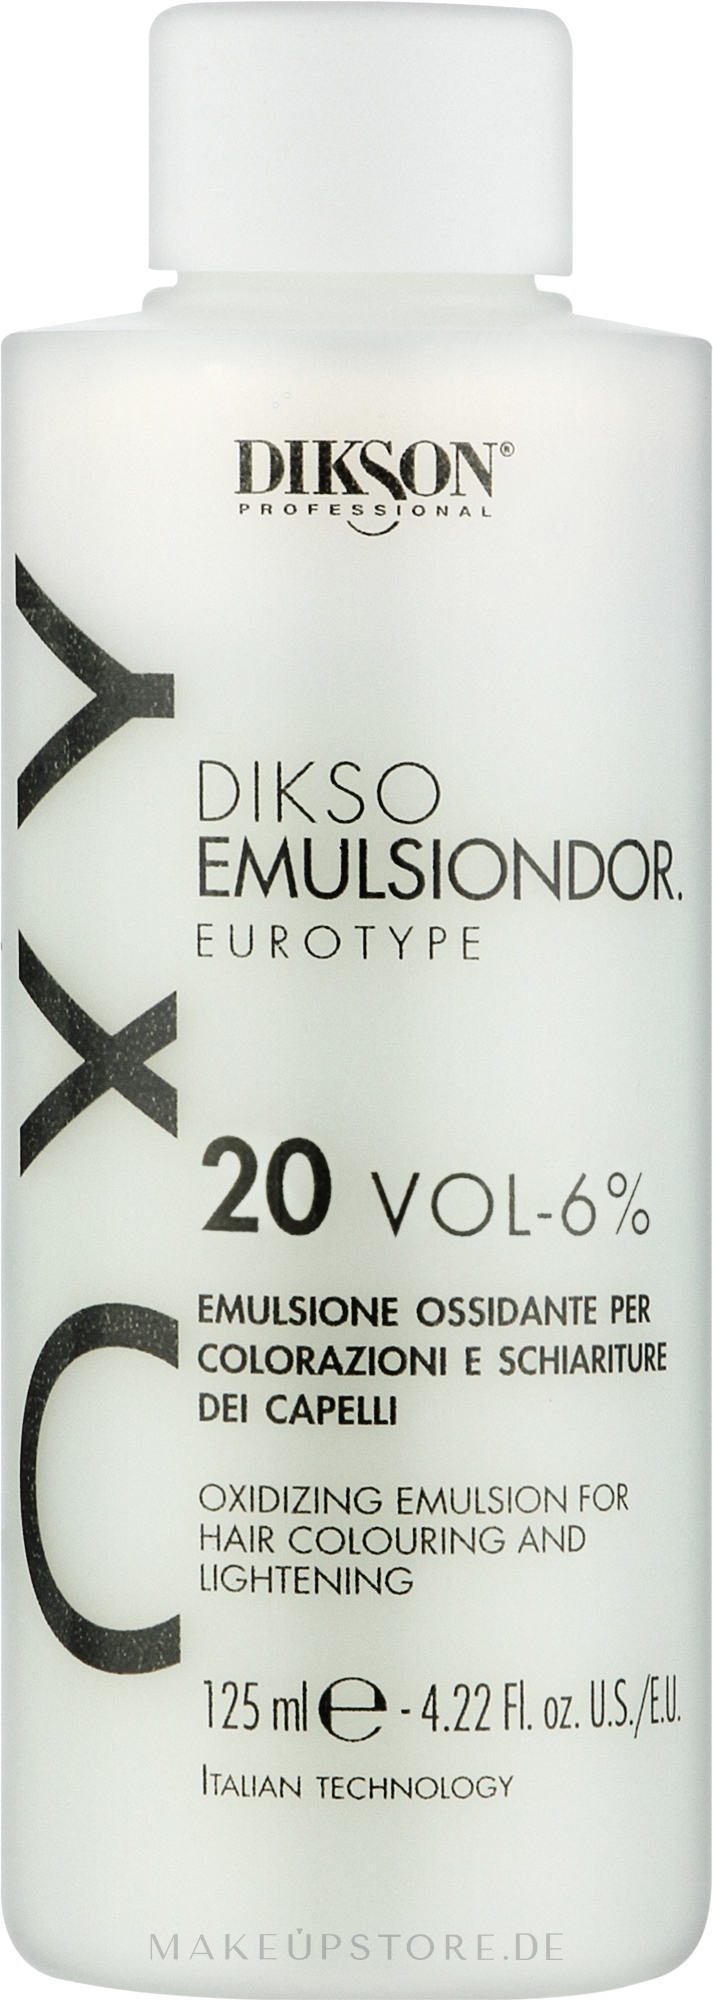 DIKSON®
PROFESSIONAL
OXY
DIKSO
EMULSIONDOR.
EUROTYPE
20 VOL-6%
EMULSIONE OSSIDANTE PER
COLORAZIONI E SCHIARITURE
DEI CAPELLI
OXIDIZING EMULSION FOR
HAIR COLOURING AND
LIGHTENING
125 ml ℮ - 4.22 Fl. oz. U.S./E.U.
ITALIAN TECHNOLOGY
MAKEUPSTORE.DE